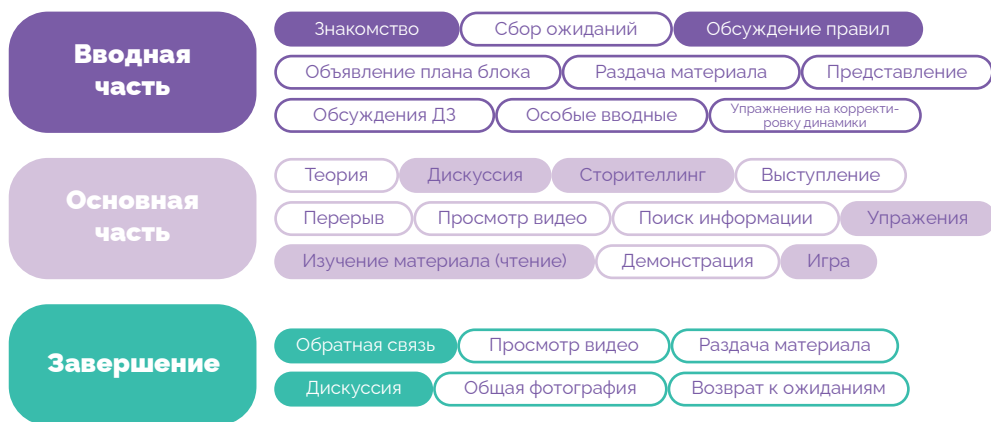 Вводная
часть
Знакомство
Сбор ожиданий
Обсуждение правил
Объявление плана блока
Раздача материала
Представление
Обсуждения ДЗ
Особые вводные
Упражнение на корректи-
ровку динамики
Основная
часть
Теория
Дискуссия
Сторителлинг
Выступление
Перерыв
Просмотр видео
Поиск информации
Упражения
Изучение материала (чтение)
Демонстрация
Игра
Завершение
Обратная связь
Просмотр видео
Раздача материала
Дискуссия
Общая фотография
Возврат к ожиданиям